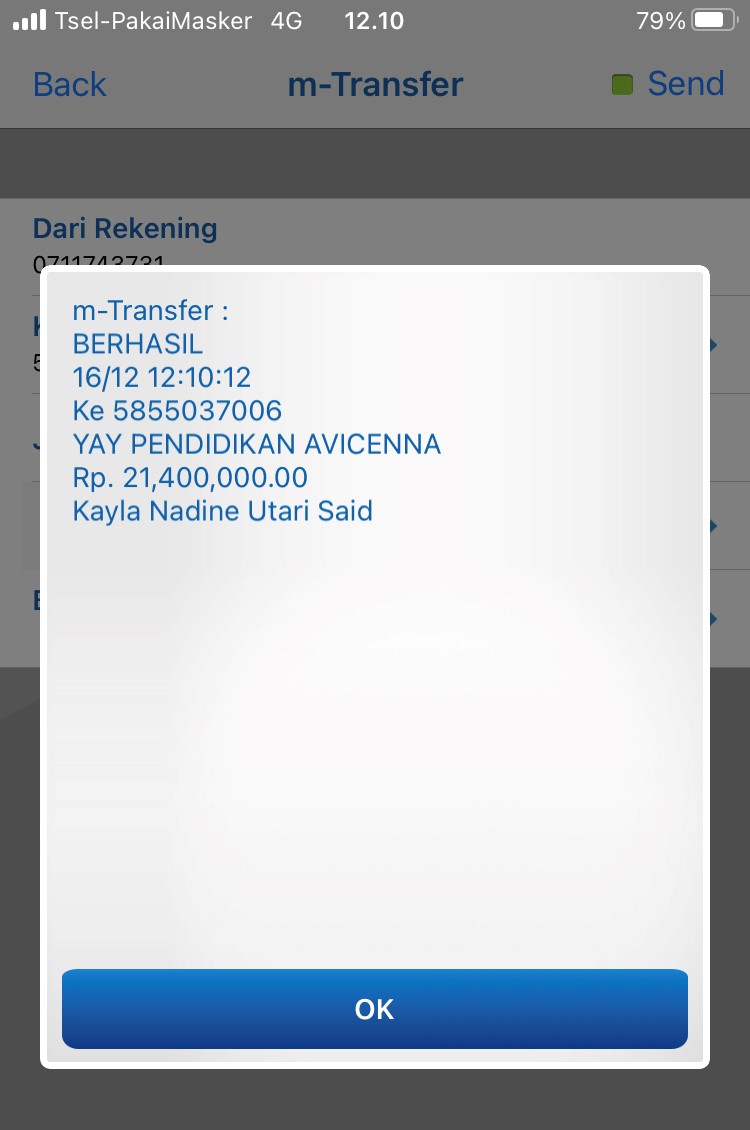 Tsel-PakaiMasker 4G 12.10 79%
Back m-Transfer Send
Dari Rekening
0711743731
m-Transfer :
BERHASIL
16/12 12:10:12
Ke 5855037006
YAY PENDIDIKAN AVICENNA
Rp. 21,400,000.00
Kayla Nadine Utari Said
OK